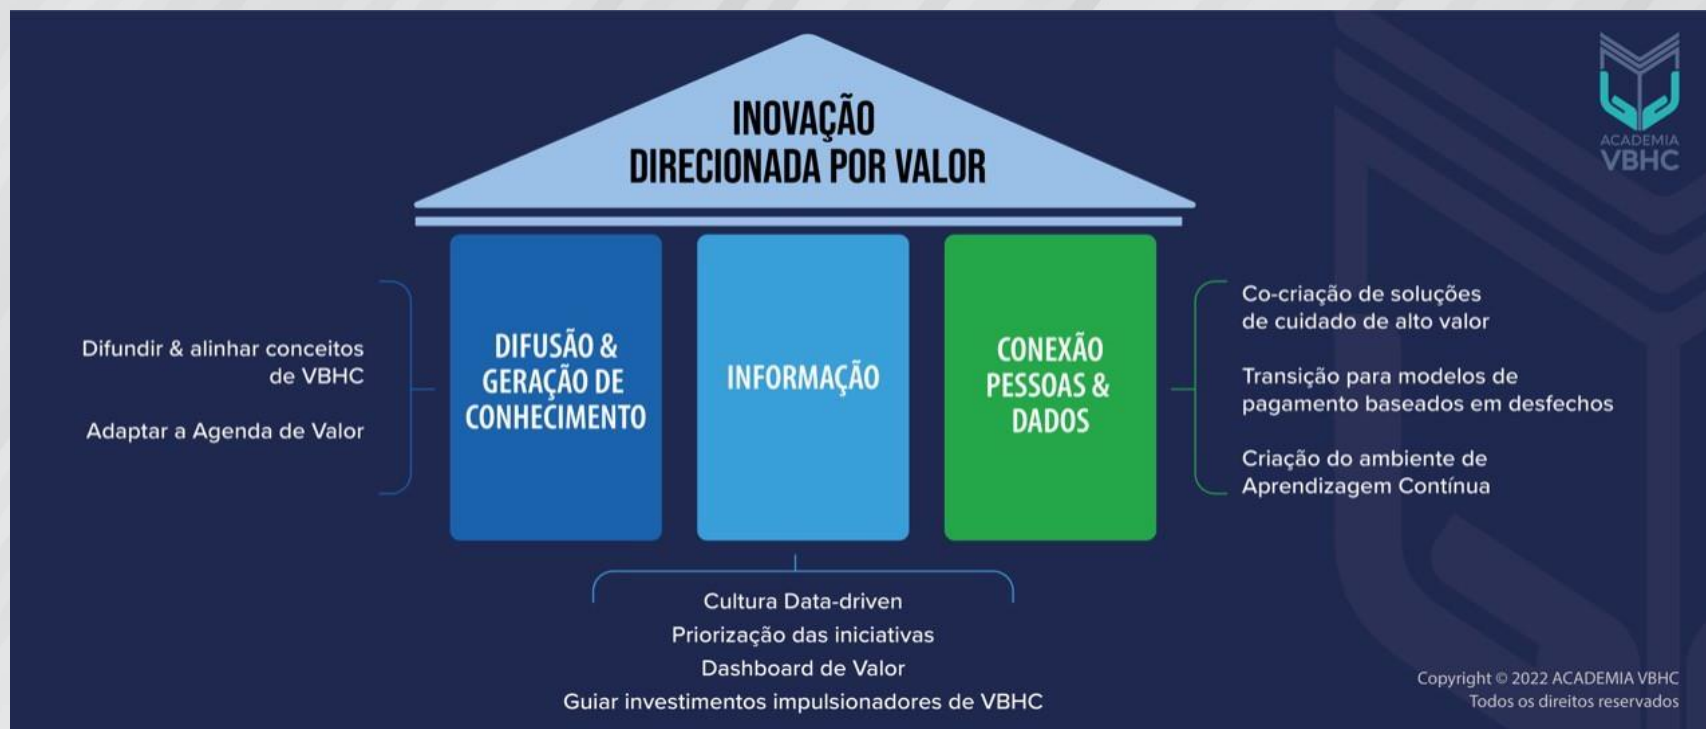 INOVAÇÃO
DIRECIONADA POR VALOR
ACADEMIA
VBHC
Difundir & alinhar conceitos
de VBHC
Adaptar a Agenda de Valor
DIFUSÃO &
GERAÇÃO DE
CONHECIMENTO
INFORMAÇÃO
CONEXÃO
PESSOAS &
DADOS
Co-criação de soluções
de cuidado de alto valor
Transição para modelos de
pagamento baseados em desfechos
Criação do ambiente de
Aprendizagem Contínua
Cultura Data-driven
Priorização das iniciativas
Dashboard de Valor
Guiar investimentos impulsionadores de VBHC
Copyright © 2022 ACADEMIA VBHC
Todos os direitos reservados